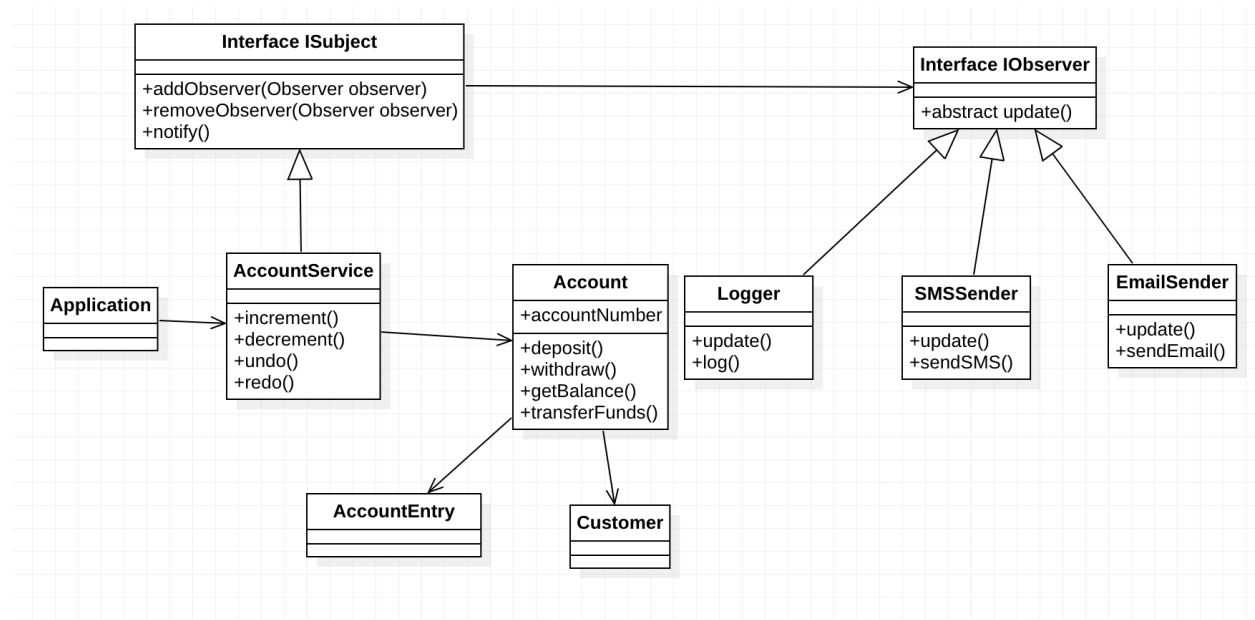 Interface ISubject
+addObserver(Observer observer)
+removeObserver(Observer observer)
+notify()
Interface IObserver
+abstract update()
Application
AccountService
+increment()
+decrement()
+undo()
+redo()
Account
+accountNumber
+deposit()
+withdraw()
+getBalance()
+transferFunds()
Logger
+update()
+log()
SMSSender
+update()
+sendSMS()
EmailSender
+update()
+sendEmail()
AccountEntry
Customer